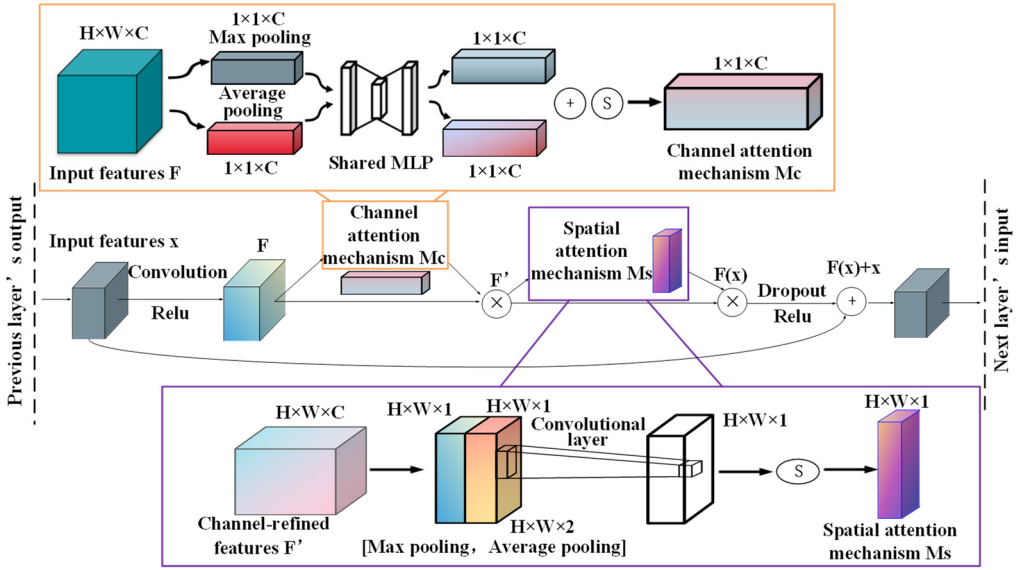 H×W×C
1×1×C
Max pooling
Average
pooling
1×1×C
Input features F
Shared MLP
1×1×C
1×1×C
+
S
1×1×C
Channel attention
mechanism Mc
Previous layer’s output
Input features x
Convolution
Relu
F
Channel
attention
mechanism Mc
F’
×
Spatial
attention
mechanism Ms
F(x)
×
Dropout
Relu
F(x)+x
+
Next layer’s input
H×W×C
Channel-refined
features F’
H×W×1
H×W×1
Convolutional
layer
H×W×2
[Max pooling，Average pooling]
H×W×1
S
H×W×1
Spatial attention
mechanism Ms